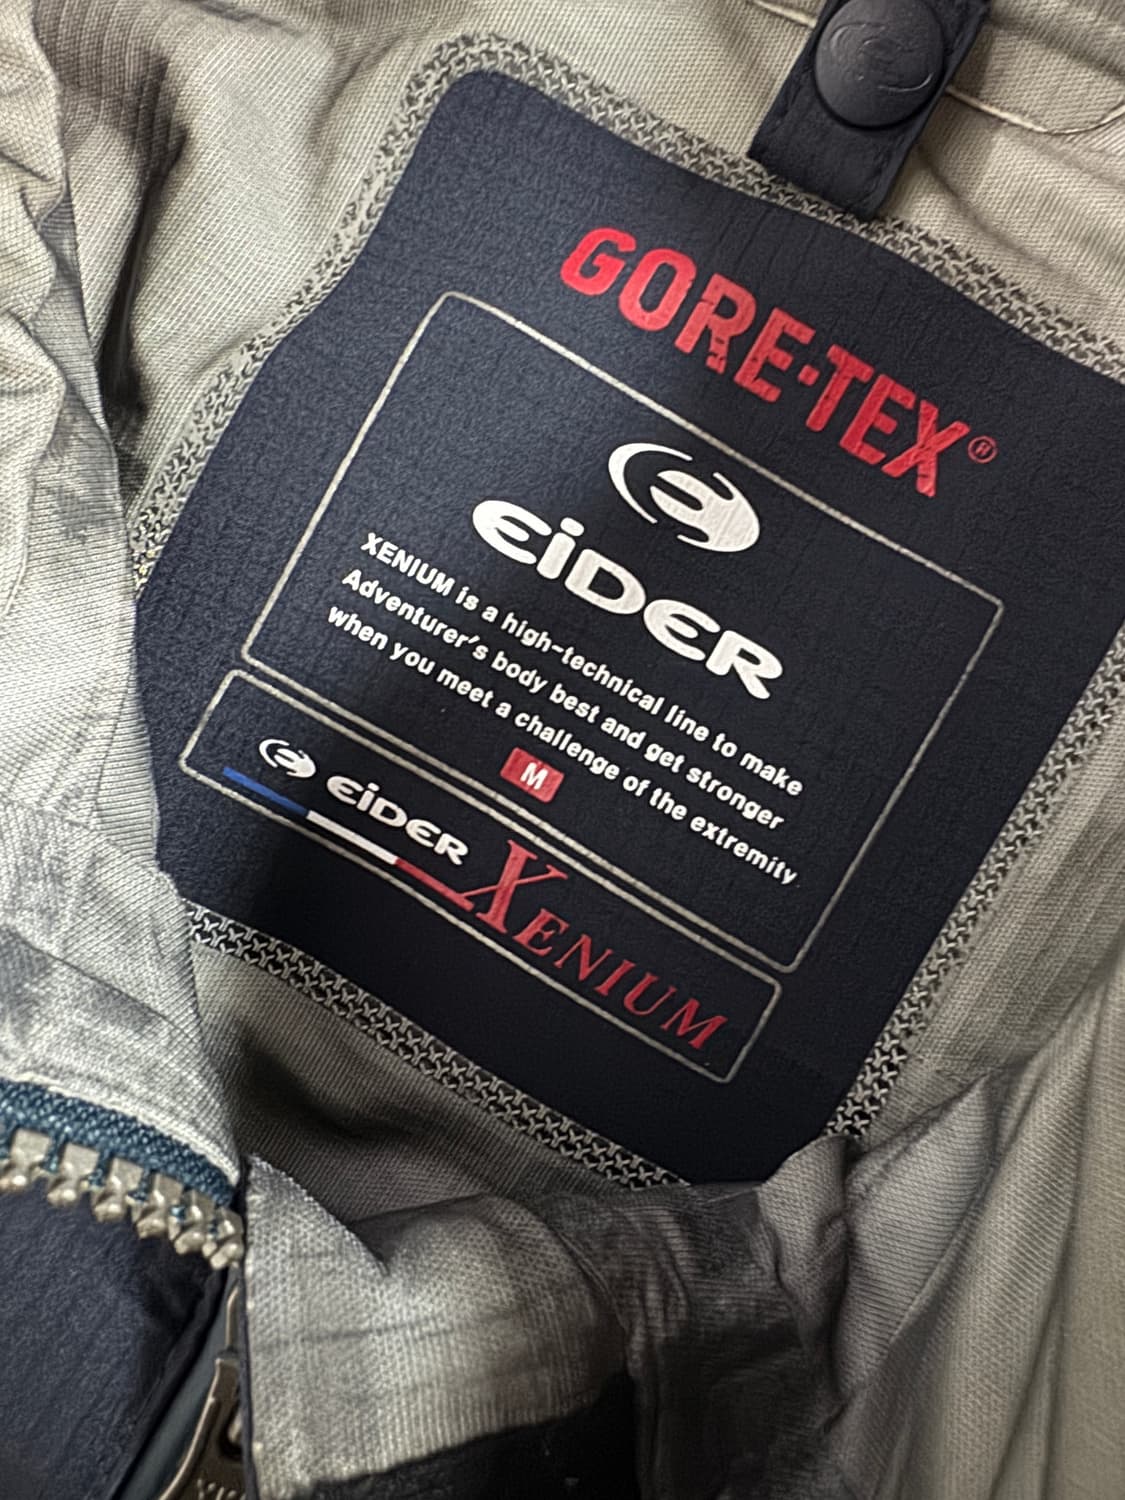 GORE-TEX®
EiDER
XENIUM is a high-technical line to make
Adventurer's body best and get stronger
when you meet a challenge of the extremity
M
EiDER XENIUM